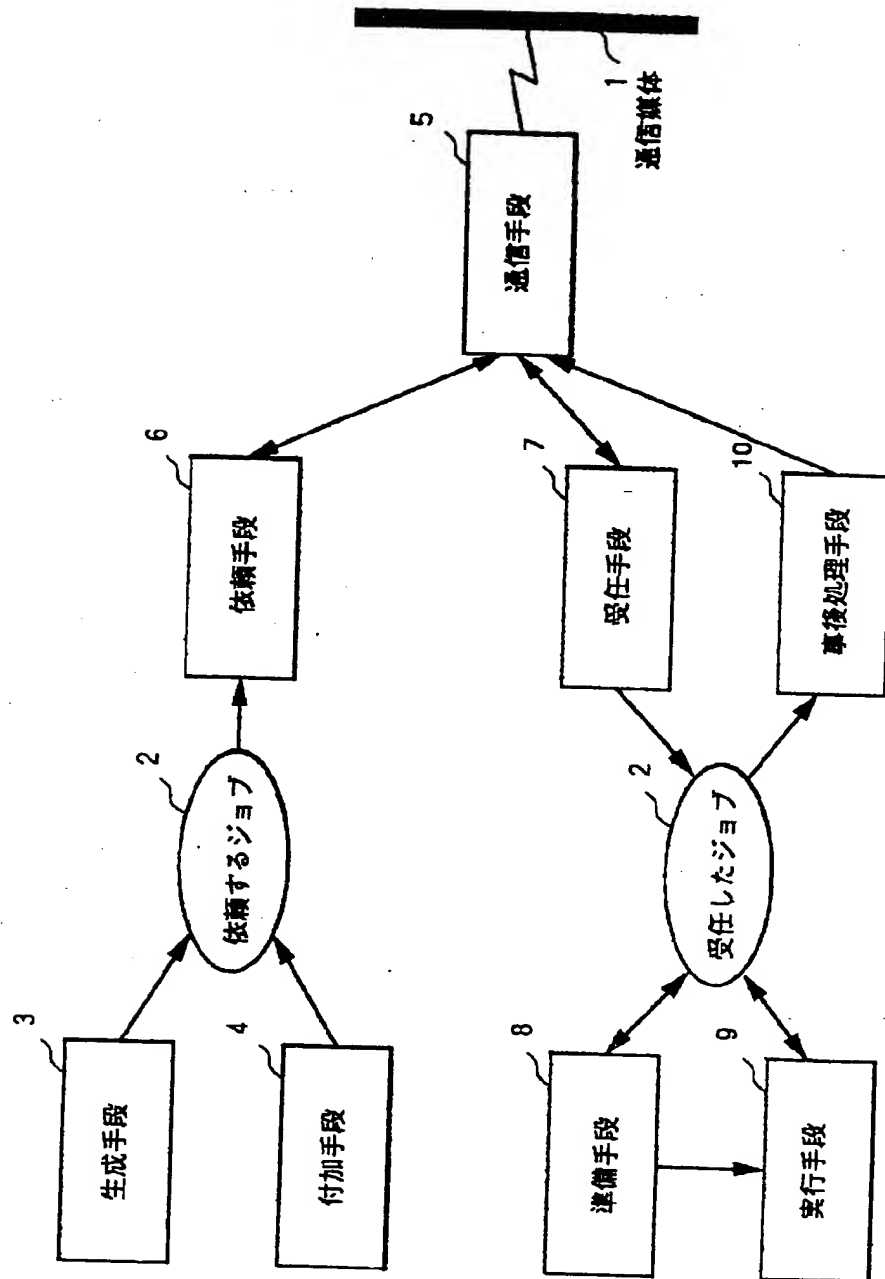 3
生成手段
4
付加手段
2
依頼するジョブ
6
依頼手段
5
通信手段
1
通信媒体
7
受任手段
2
受任したジョブ
8
準備手段
9
実行手段
10
事後処理手段